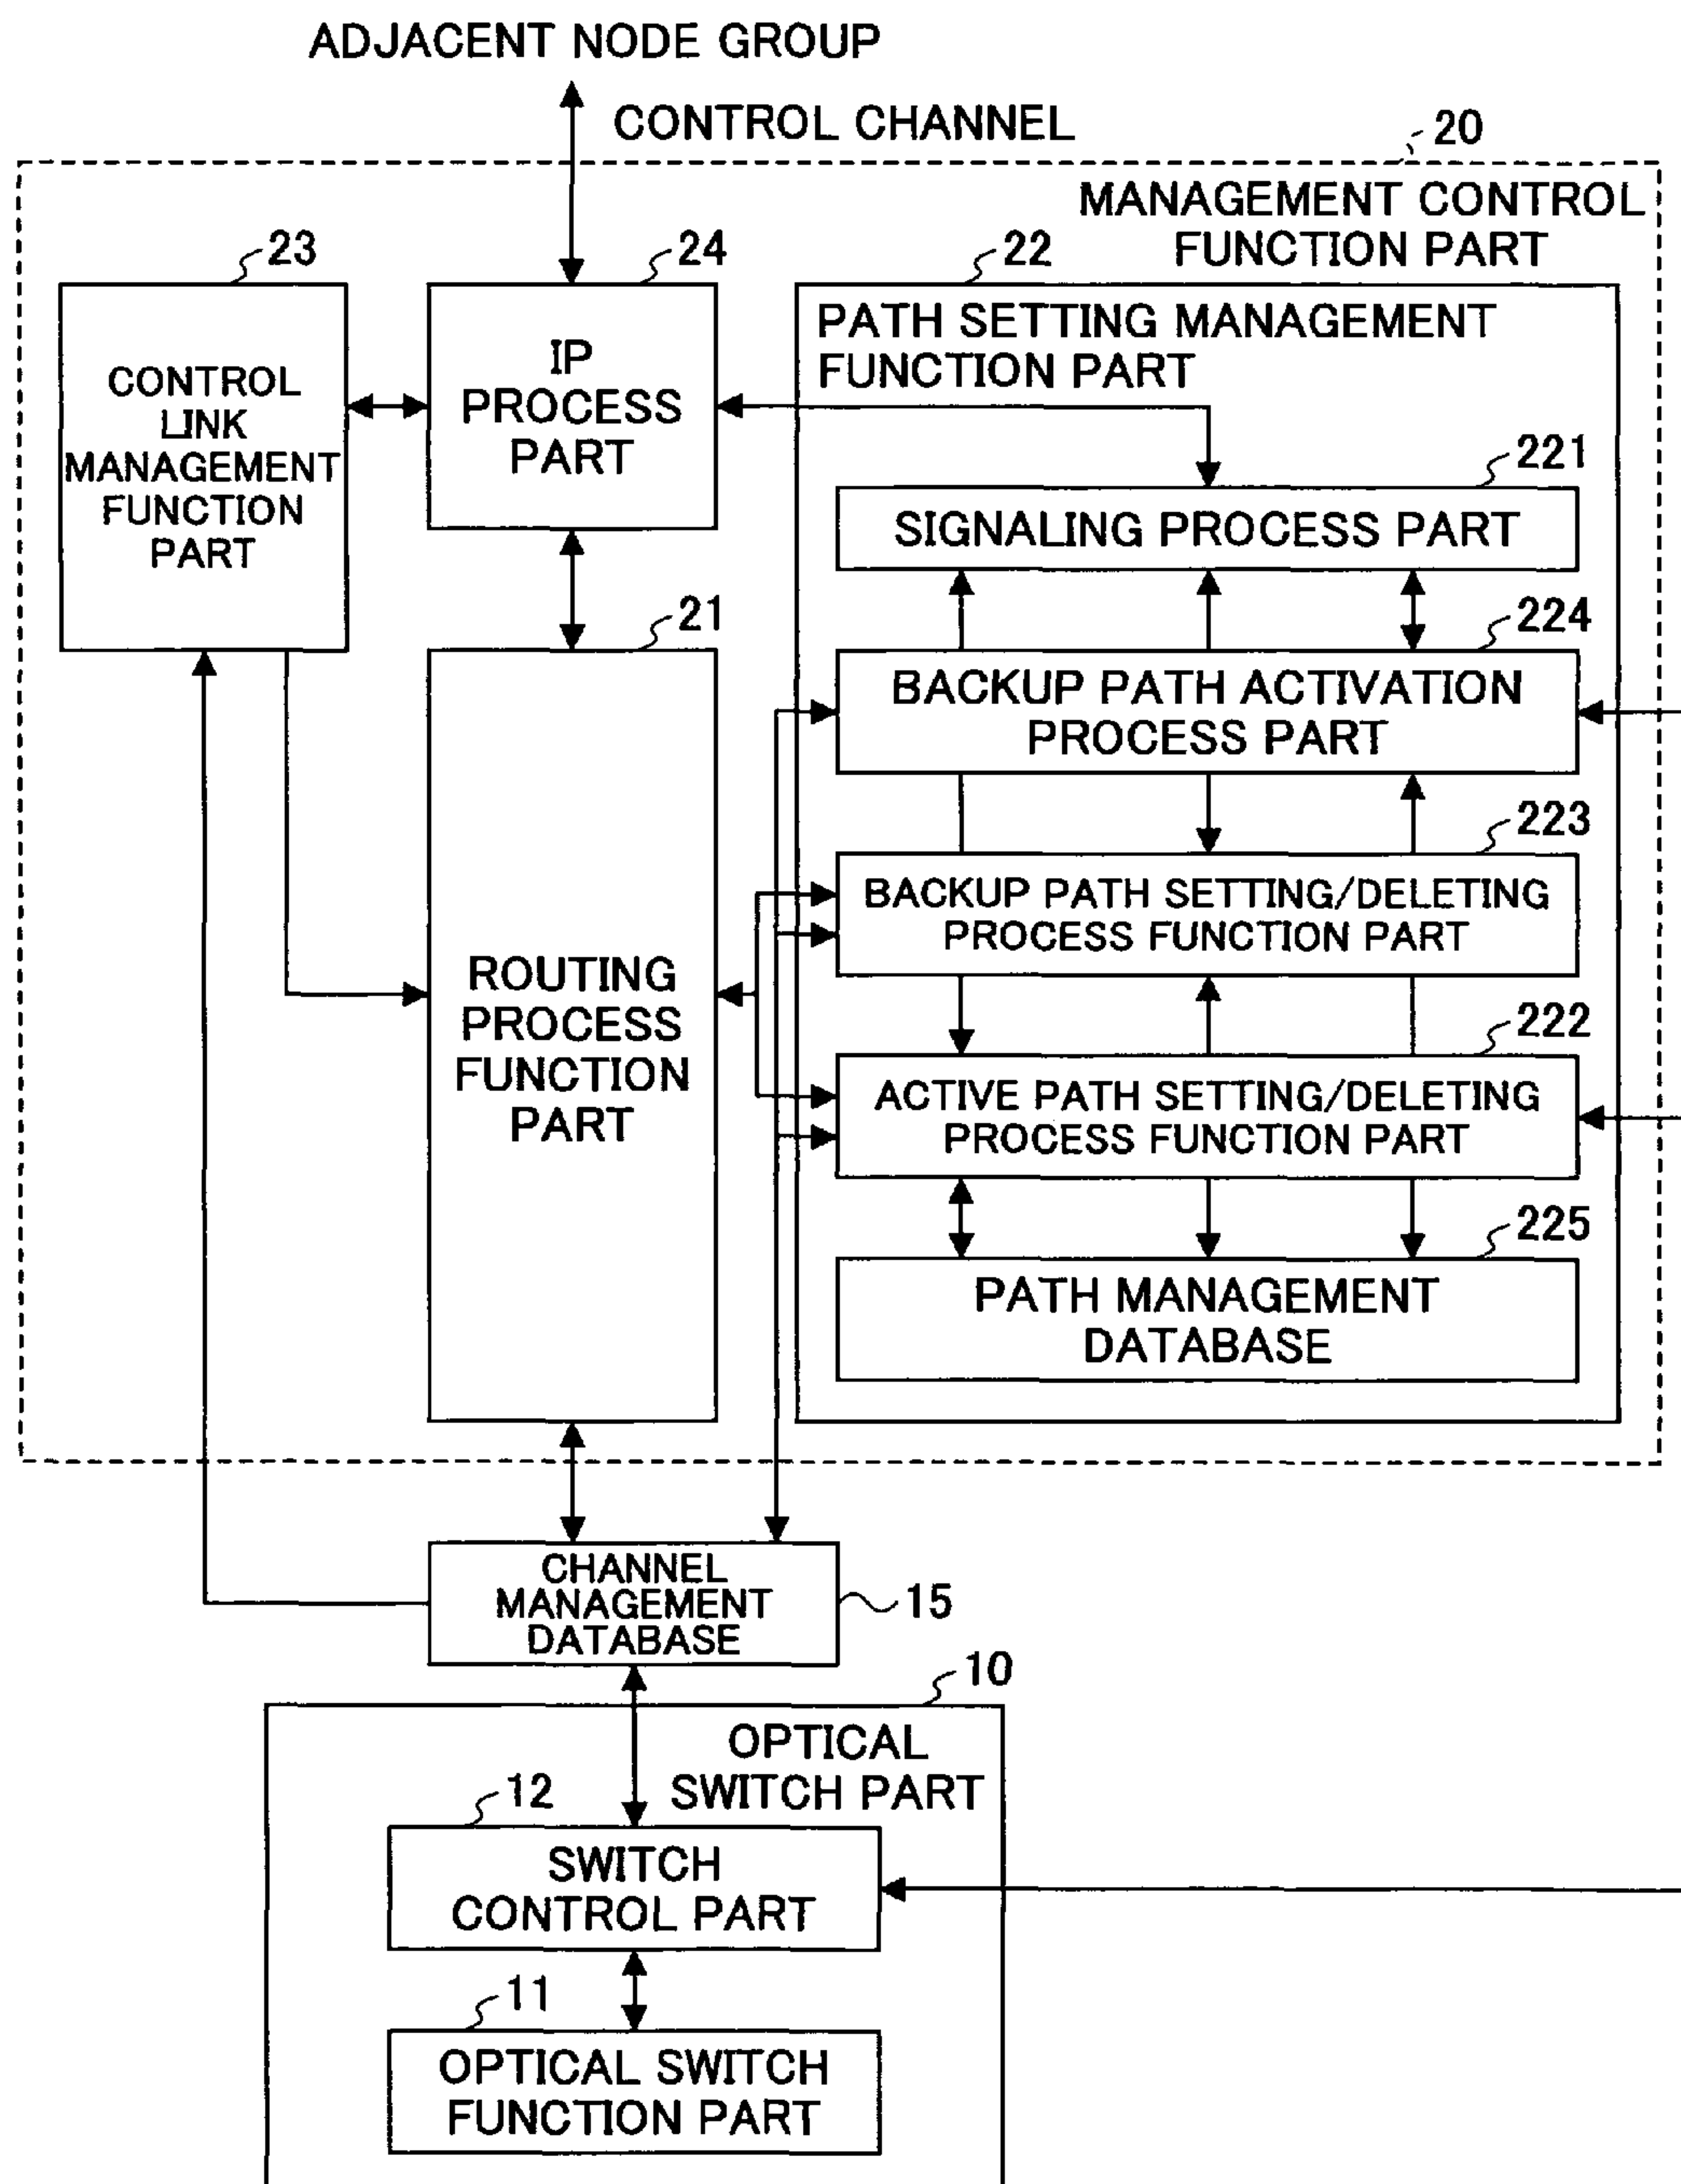 ADJACENT NODE GROUP
CONTROL CHANNEL
20
MANAGEMENT CONTROL
FUNCTION PART
23
24
22
CONTROL
LINK
MANAGEMENT
FUNCTION
PART
IP
PROCESS
PART
PATH SETTING MANAGEMENT
FUNCTION PART
221
SIGNALING PROCESS PART
21
224
BACKUP PATH ACTIVATION
PROCESS PART
223
BACKUP PATH SETTING/DELETING
PROCESS FUNCTION PART
ROUTING
PROCESS
FUNCTION
PART
222
ACTIVE PATH SETTING/DELETING
PROCESS FUNCTION PART
225
PATH MANAGEMENT
DATABASE
CHANNEL
MANAGEMENT
DATABASE
15
10
OPTICAL
SWITCH PART
12
SWITCH
CONTROL PART
11
OPTICAL SWITCH
FUNCTION PART